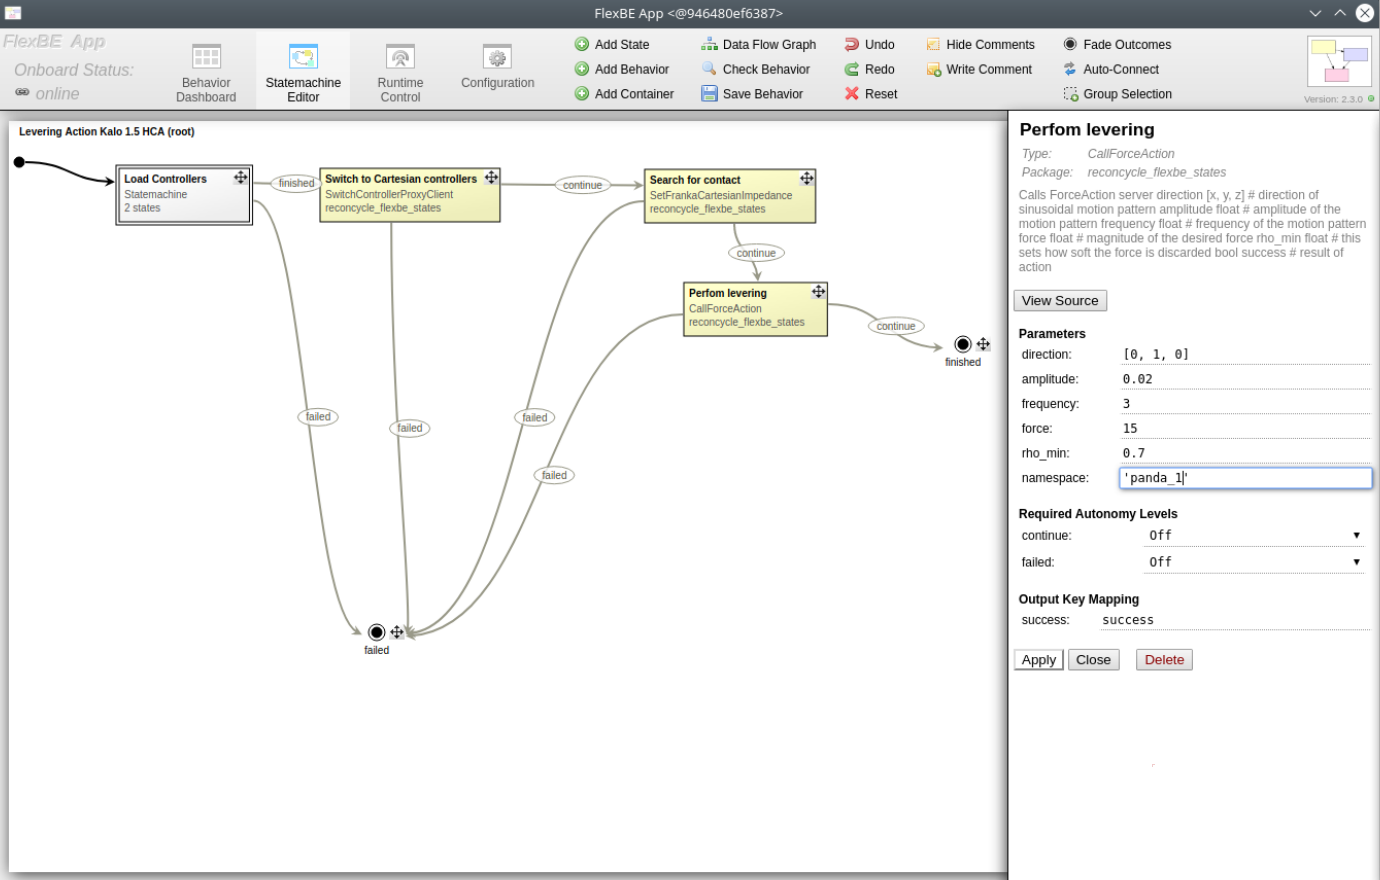 FlexBE App <@946480ef6387>
FlexBE App
Onboard Status:
online
Behavior
Dashboard
Statemachine
Editor
Runtime
Control
Configuration
Add State
Add Behavior
Add Container
Data Flow Graph
Check Behavior
Save Behavior
Undo
Redo
Reset
Hide Comments
Write Comment
Fade Outcomes
Auto-Connect
Group Selection
Version: 2.3.0
Levering Action Kalo 1.5 HCA (root)
Load Controllers
Statemachine
2 states
finished
Switch to Cartesian controllers
SwitchControllerProxyClient
reconcycle_flexbe_states
continue
Search for contact
SetFrankaCartesianImpedance
reconcycle_flexbe_states
continue
Perfom levering
CallForceAction
reconcycle_flexbe_states
continue
finished
failed
failed
failed
failed
failed
Perfom levering
Type: CallForceAction
Package: reconcycle_flexbe_states
Calls ForceAction server direction [x, y, z] # direction of
sinusoidal motion pattern amplitude float # amplitude of the
motion pattern frequency float # frequency of the motion pattern
force float # magnitude of the desired force rho_min float # this
sets how soft the force is discarded bool success # result of
action
View Source
Parameters
direction: [0, 1, 0]
amplitude: 0.02
frequency: 3
force: 15
rho_min: 0.7
namespace: 'panda_1'
Required Autonomy Levels
continue: Off
failed: Off
Output Key Mapping
success: success
Apply Close Delete